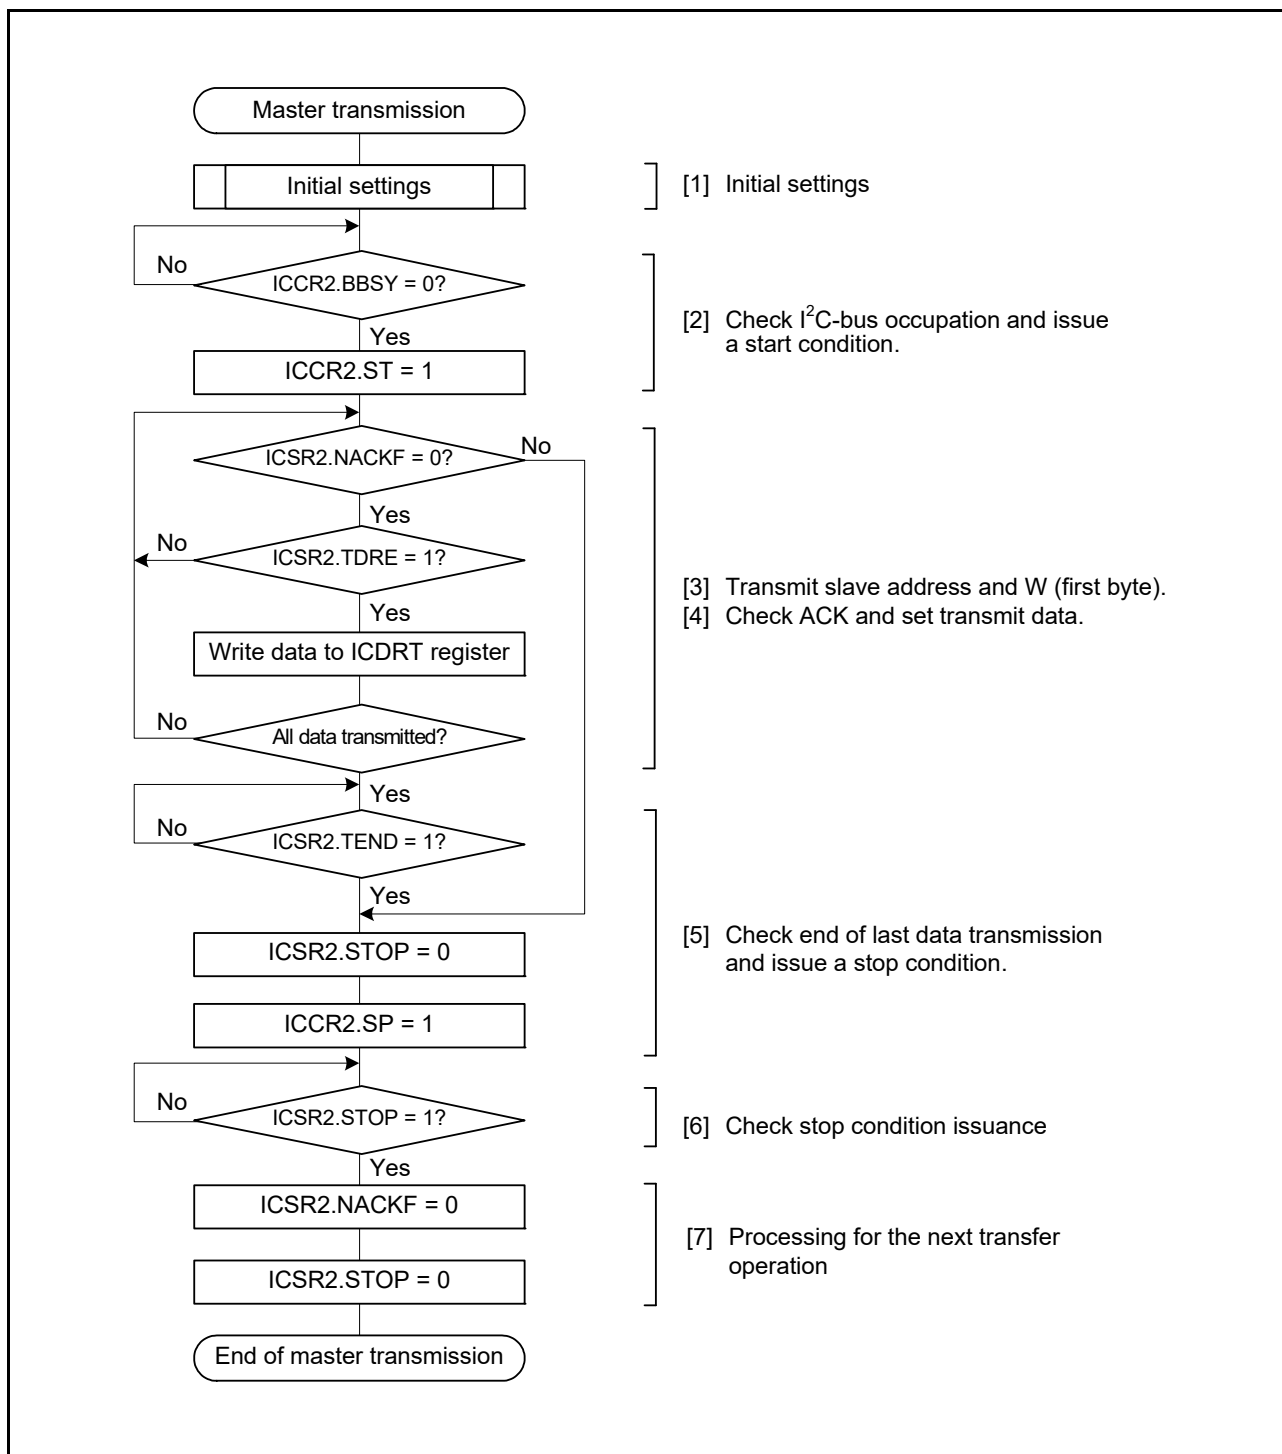 Master transmission
Initial settings
[1] Initial settings
No
ICCR2.BBSY = 0?
Yes
[2] Check I²C-bus occupation and issue
a start condition.
ICCR2.ST = 1
ICSR2.NACKF = 0?
No
Yes
No
ICSR2.TDRE = 1?
Yes
[3] Transmit slave address and W (first byte).
[4] Check ACK and set transmit data.
Write data to ICDRT register
No
All data transmitted?
Yes
No
ICSR2.TEND = 1?
Yes
ICSR2.STOP = 0
[5] Check end of last data transmission
and issue a stop condition.
ICCR2.SP = 1
No
ICSR2.STOP = 1?
[6] Check stop condition issuance
Yes
ICSR2.NACKF = 0
[7] Processing for the next transfer
operation
ICSR2.STOP = 0
End of master transmission